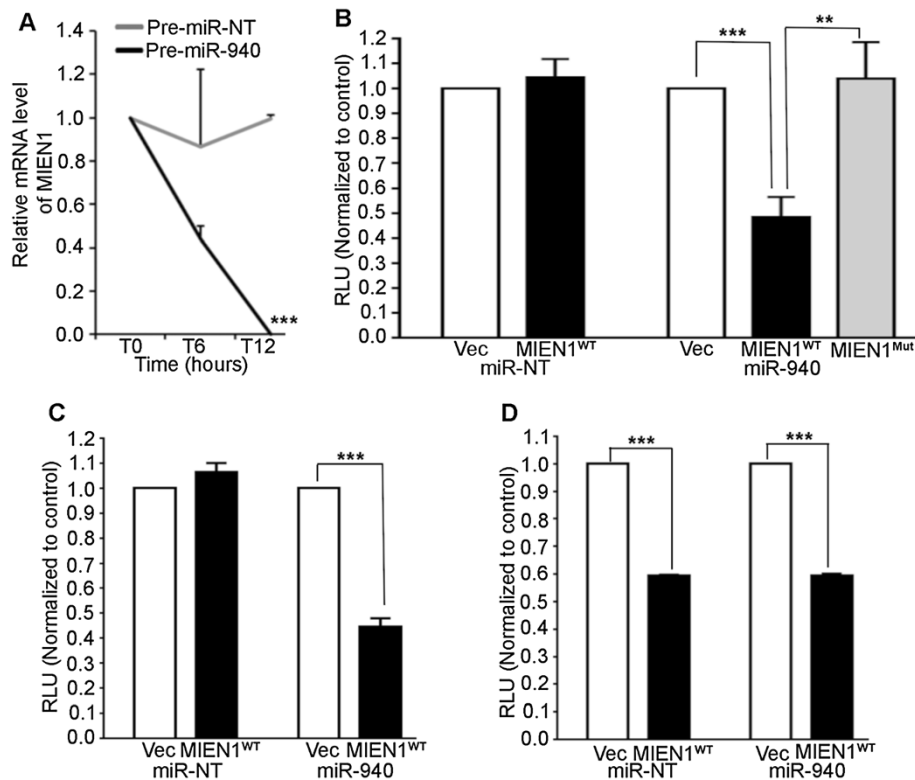 A
Pre-miR-NT
Pre-miR-940
Relative mRNA level
of MIEN1
1.4
1.2
1.0
0.8
0.6
0.4
0.2
0.0
***
T0 T6 T12
Time (hours)
B
RLU (Normalized to control)
1.2
1.1
1.0
0.9
0.8
0.7
0.6
0.5
0.4
0.3
0.2
0.1
0.0
***
**
Vec MIEN1WT Vec MIEN1WT MIEN1Mut
miR-NT miR-940
C
RLU (Normalized to control)
1.2
1.1
1.0
0.9
0.8
0.7
0.6
0.5
0.4
0.3
0.2
0.1
0.0
***
Vec MIEN1WT Vec MIEN1WT
miR-NT miR-940
D
RLU (Normalized to control)
1.1
1.0
0.9
0.8
0.7
0.6
0.5
0.4
0.3
0.2
0.1
0.0
***
***
Vec MIEN1WT Vec MIEN1WT
miR-NT miR-940